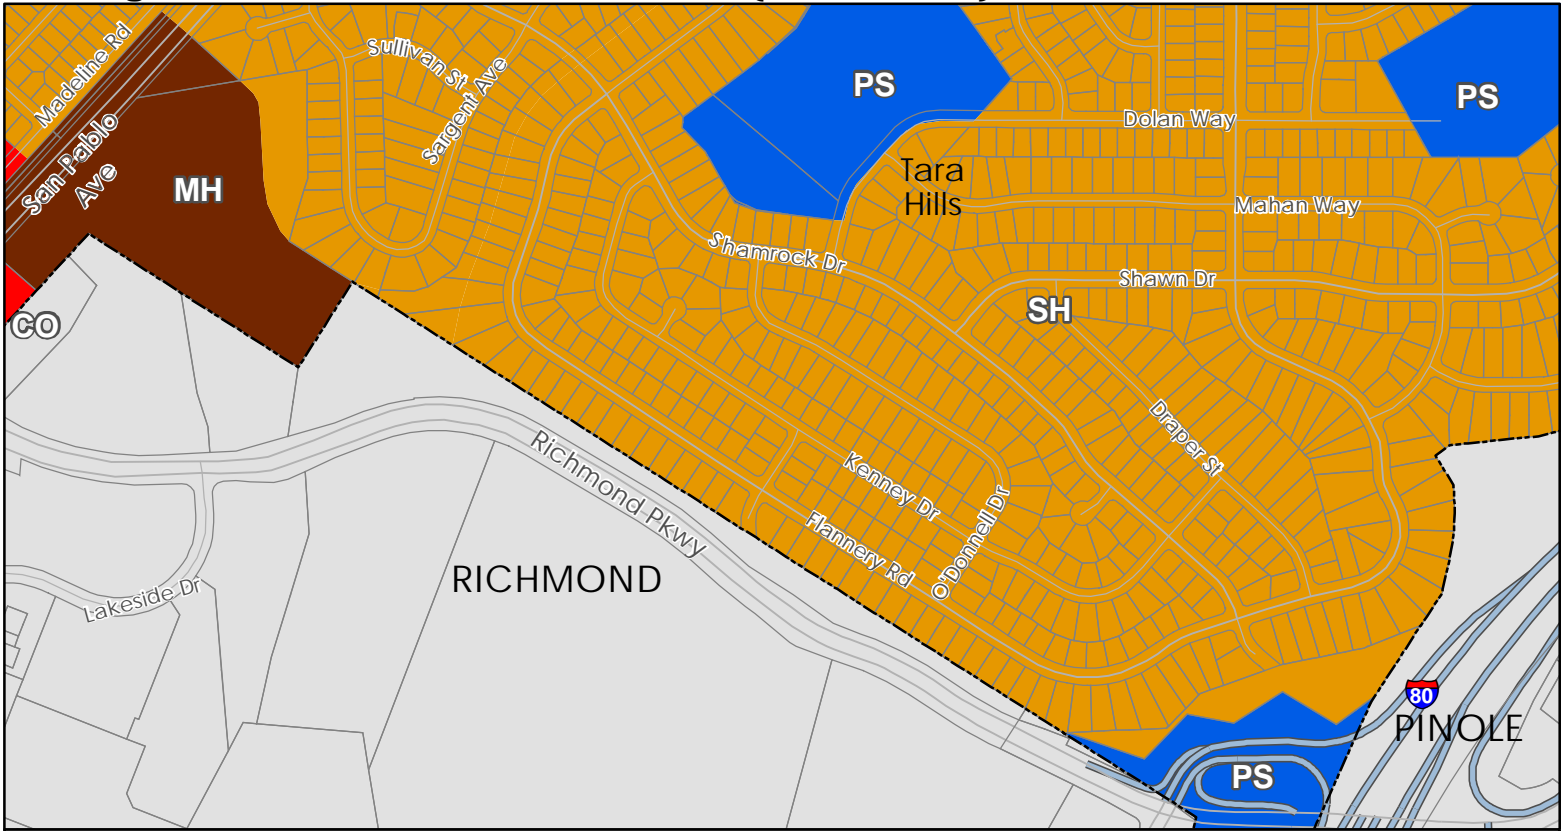 Madeline Rd
Sullivan St
Sargent Ave
San Pablo
Ave
MH
CO
PS
PS
Dolan Way
Tara
Hills
Mahan Way
Shamrock Dr
Shawn Dr
SH
Draper St
Kenney Dr
O'Donnell Dr
Flannery Rd
Richmond Pkwy
RICHMOND
Lakeside Dr
80
PINOLE
PS